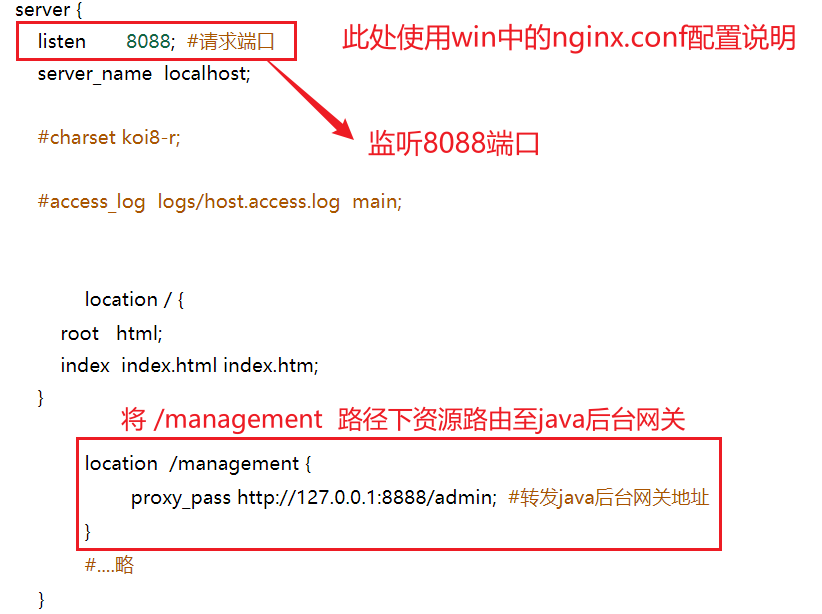 server {
listen 8088; #请求端口
此处使用win中的nginx.conf配置说明
server_name localhost;
#charset koi8-r;
监听8088端口
#access_log logs/host.access.log main;
location / {
root html;
index index.html index.htm;
}
将 /management 路径下资源路由至java后台网关
location /management {
proxy_pass http://127.0.0.1:8888/admin; #转发java后台网关地址
}
#....略
}